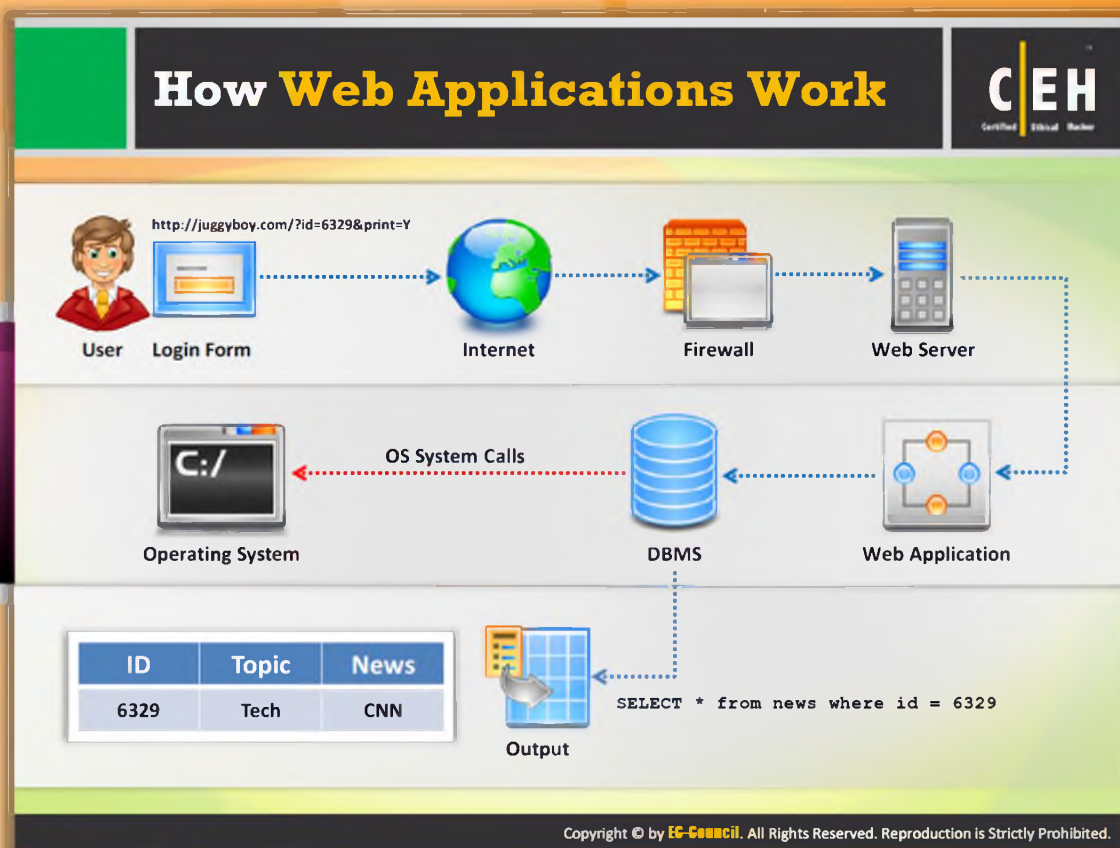 How Web Applications Work
C EH
Certified Ethical Hacker
http://juggyboy.com/?id=6329&print=Y
User
Login Form
Internet
Firewall
Web Server
C:/
OS System Calls
Operating System
DBMS
Web Application
ID Topic News
6329 Tech CNN
SELECT * from news where id = 6329
Output
Copyright © by EC-Council. All Rights Reserved. Reproduction is Strictly Prohibited.